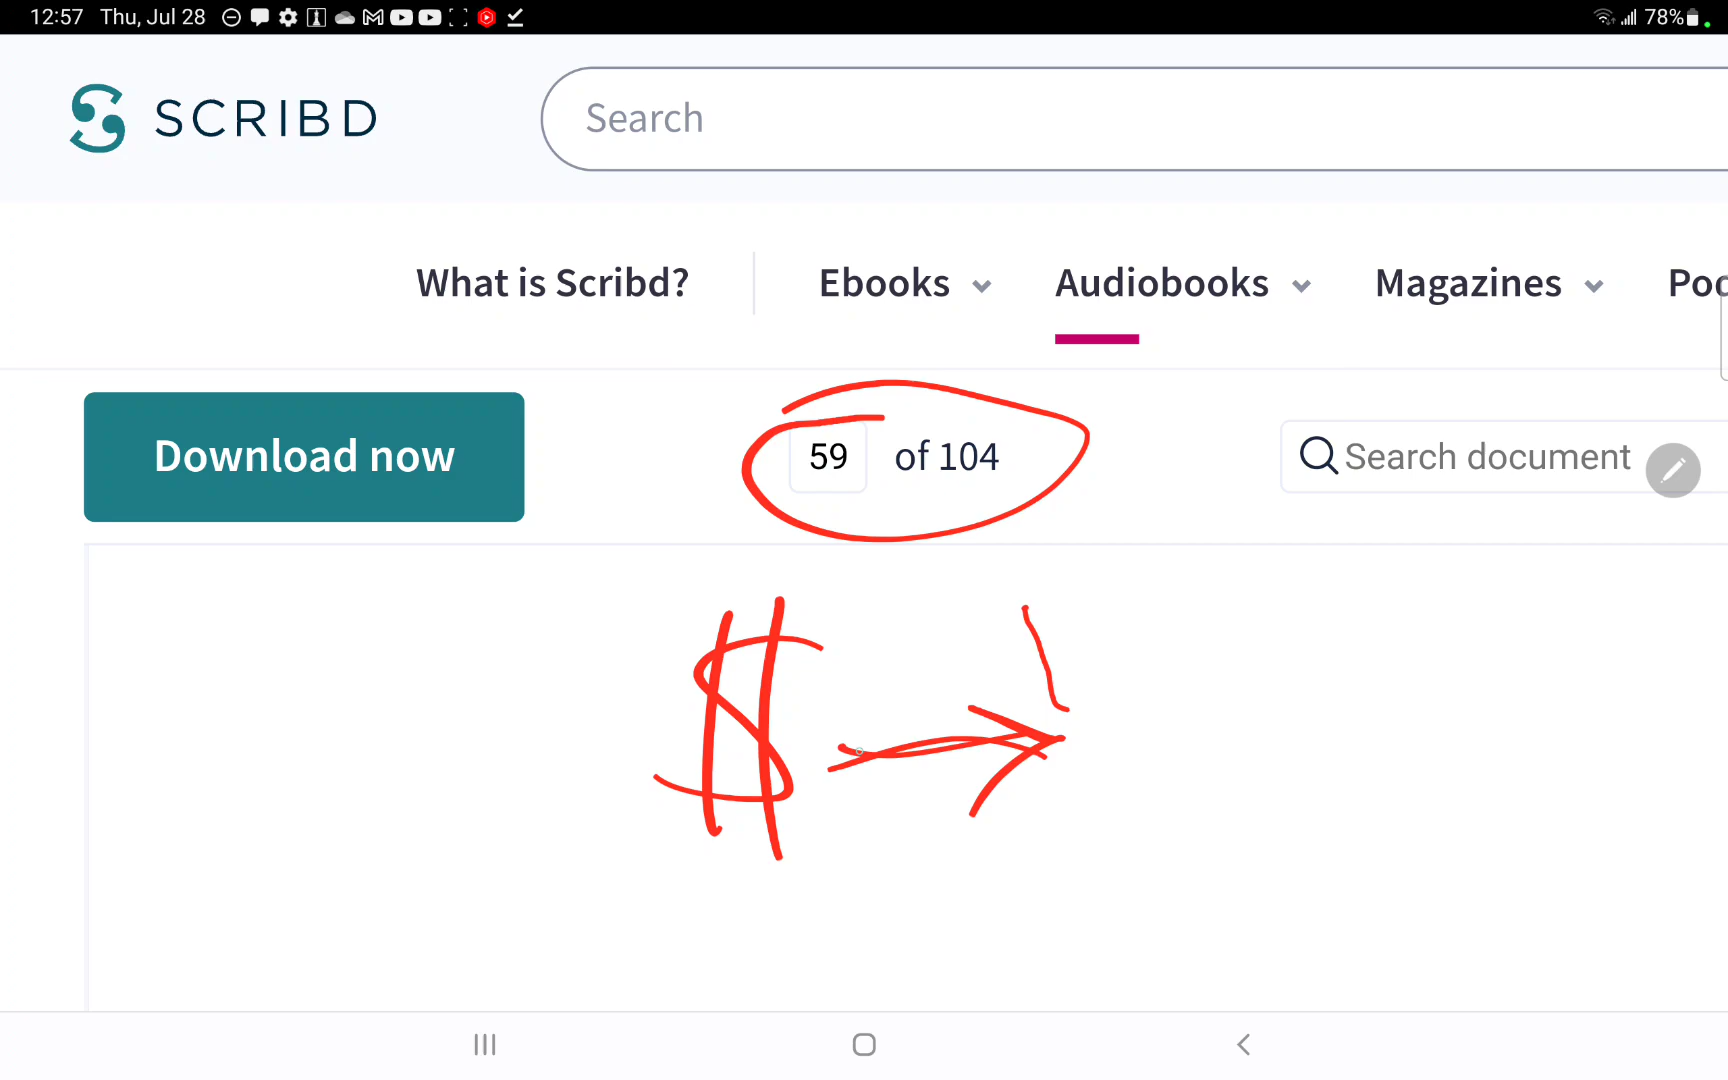 12:57 Thu, Jul 28 78%
SCRIBD
Search
What is Scribd? Ebooks Audiobooks Magazines Poc
Download now 59 of 104 Search document
$